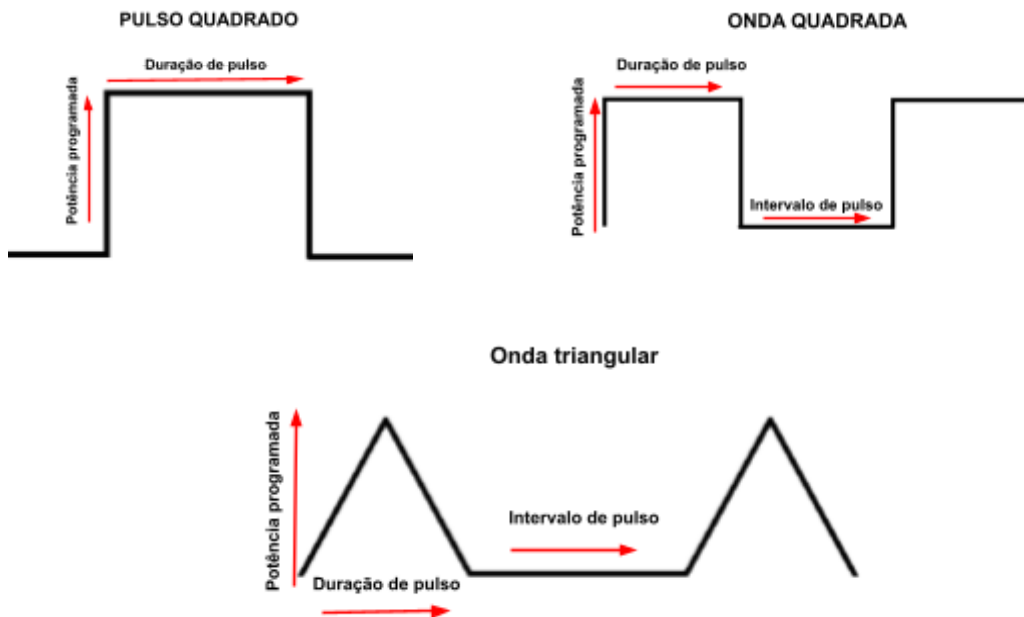 PULSO QUADRADO
Duração de pulso
Potência programada
ONDA QUADRADA
Duração de pulso
Potência programada
Intervalo de pulso
Onda triangular
Potência programada
Intervalo de pulso
Duração de pulso